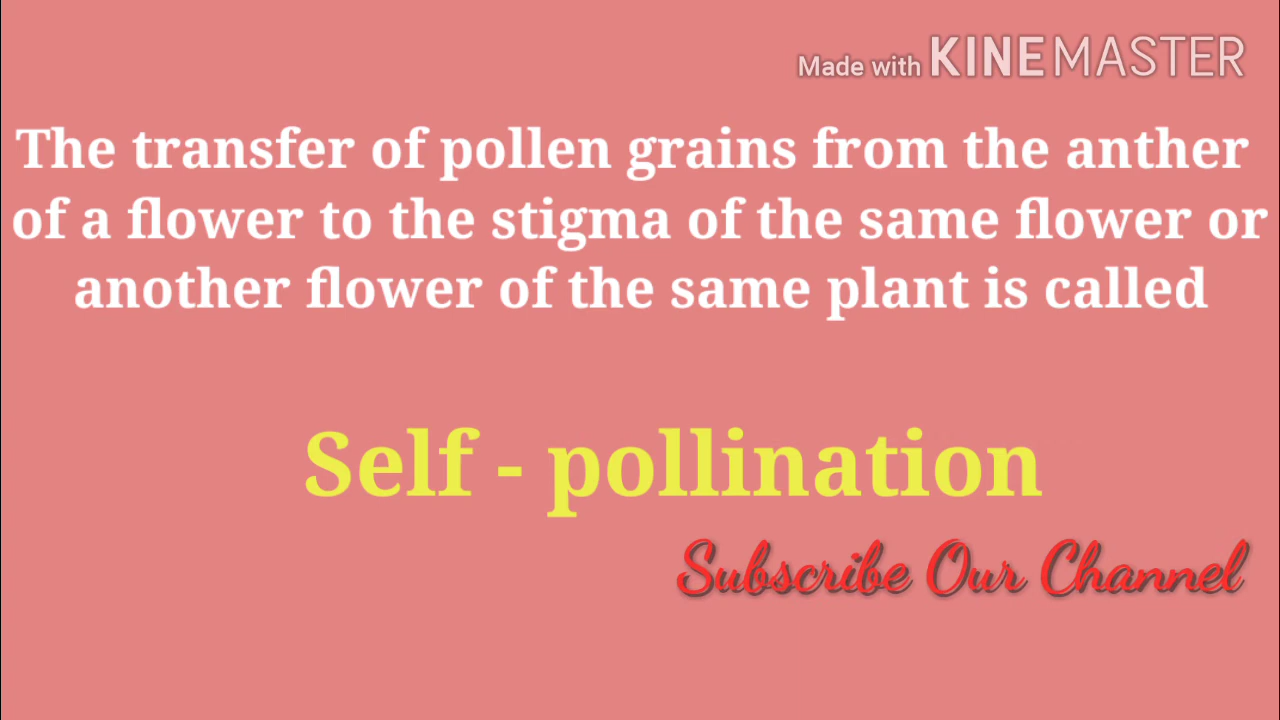 Made with KINEMASTER
The transfer of pollen grains from the anther
of a flower to the stigma of the same flower or
another flower of the same plant is called
Self - pollination
Subscribe Our Channel